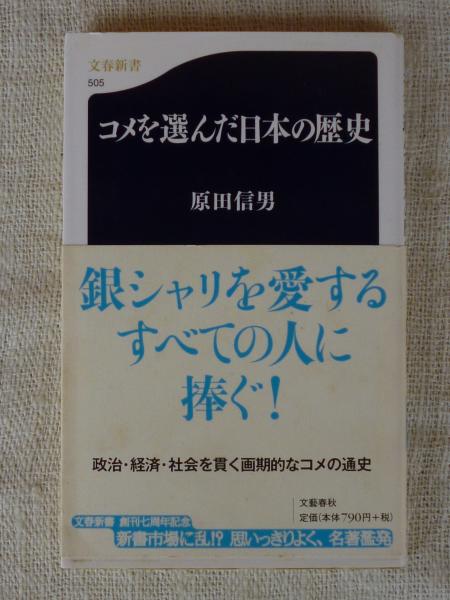 文春新書
505
コメを選んだ日本の歴史
原田信男
銀シャリを愛する
すべての人に
捧ぐ!
政治・経済・社会を貫く画期的なコメの通史
文藝春秋
定価(本体790円+税)
文春新書 創刊七周年記念
新書市場に乱!? 思いっきりよく、名著濫発